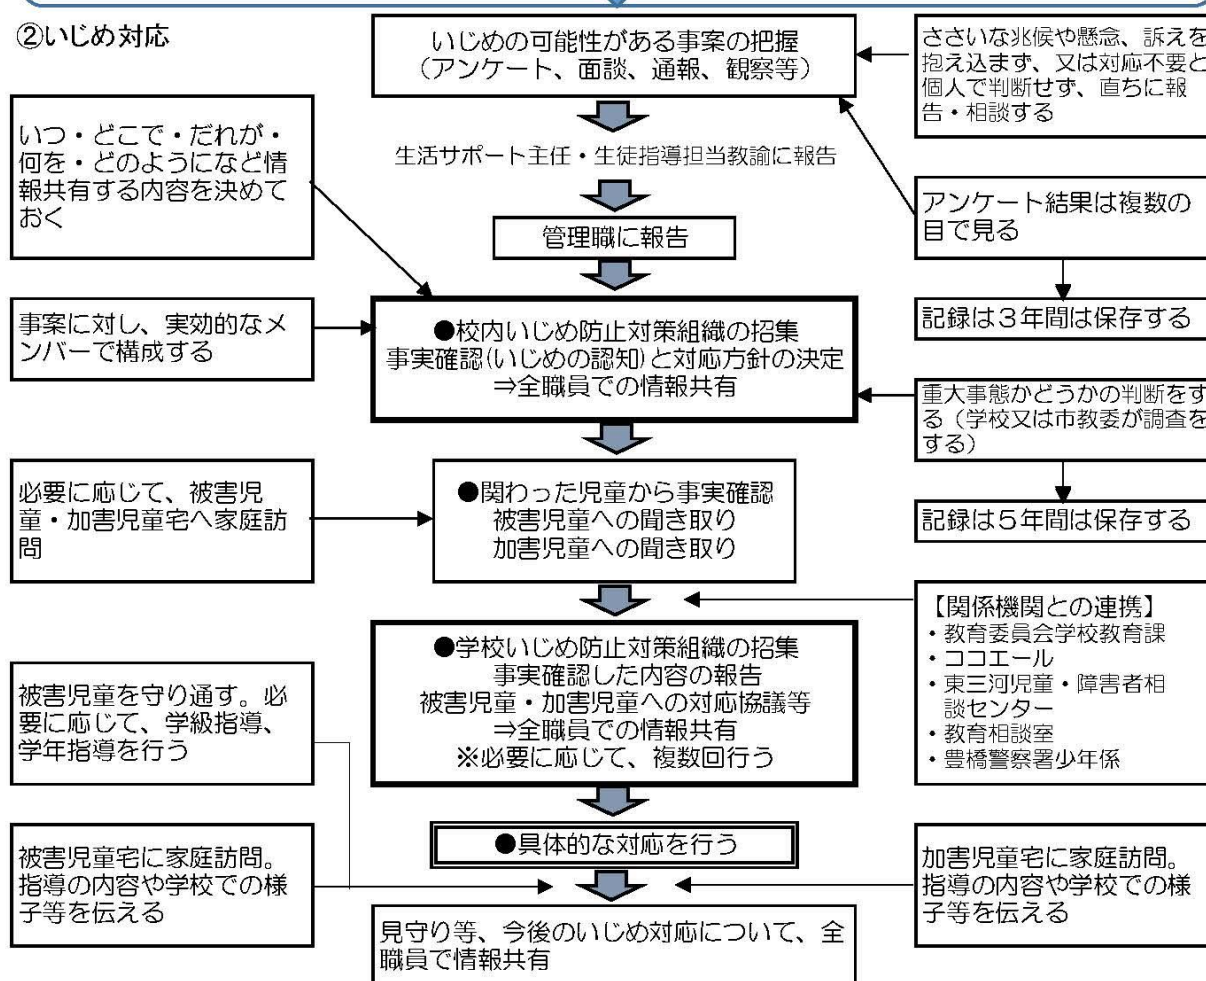 ②いじめ対応
いじめの可能性がある事案の把握
（アンケート、面談、通報、観察等）
ささいな兆候や懸念、訴えを
抱え込まず、又は対応不要と
個人で判断せず、直ちに報
告・相談する
いつ・どこで・だれが・
何を・どのようになど情
報共有する内容を決めて
おく
生活サポート主任・生徒指導担当教諭に報告
アンケート結果は複数の
目で見る
管理職に報告
記録は３年間は保存する
事案に対し、実効的なメ
ンバーで構成する
●校内いじめ防止対策組織の招集
事実確認(いじめの認知)と対応方針の決定
⇒全職員での情報共有
重大事態かどうかの判断をす
る（学校又は市教委が調査を
する）
必要に応じて、被害児
童・加害児童宅へ家庭訪
問
●関わった児童から事実確認
被害児童への聞き取り
加害児童への聞き取り
記録は５年間は保存する
【関係機関との連携】
・教育委員会学校教育課
・ココエール
・東三河児童・障害者相
談センター
・教育相談室
・豊橋警察署少年係
●学校いじめ防止対策組織の招集
事実確認した内容の報告
被害児童・加害児童への対応協議等
⇒全職員での情報共有
※必要に応じて、複数回行う
被害児童を守り通す。必
要に応じて、学級指導、
学年指導を行う
●具体的な対応を行う
被害児童宅に家庭訪問。
指導の内容や学校での様
子等を伝える
加害児童宅に家庭訪問。
指導の内容や学校での様
子等を伝える
見守り等、今後のいじめ対応について、全
職員で情報共有